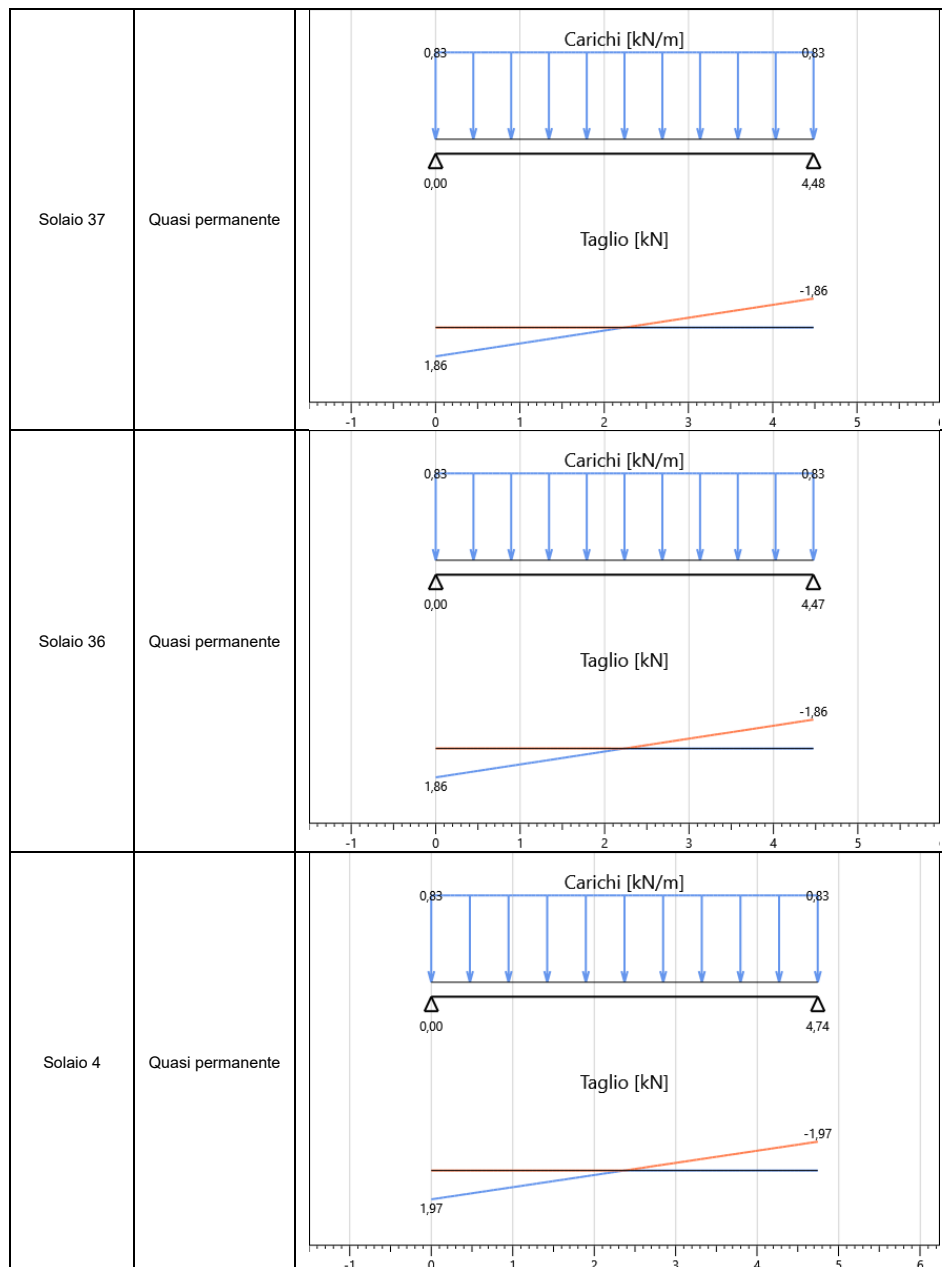 Carichi [kN/m]
0,83 0,83
0,00 4,48
Solaio 37 Quasi permanente
Taglio [kN]
-1,86
1,86
-1 0 1 2 3 4 5
Carichi [kN/m]
0,83 0,83
0,00 4,47
Solaio 36 Quasi permanente
Taglio [kN]
-1,86
1,86
-1 0 1 2 3 4 5
Carichi [kN/m]
0,83 0,83
0,00 4,74
Solaio 4 Quasi permanente
Taglio [kN]
-1,97
1,97
-1 0 1 2 3 4 5 6